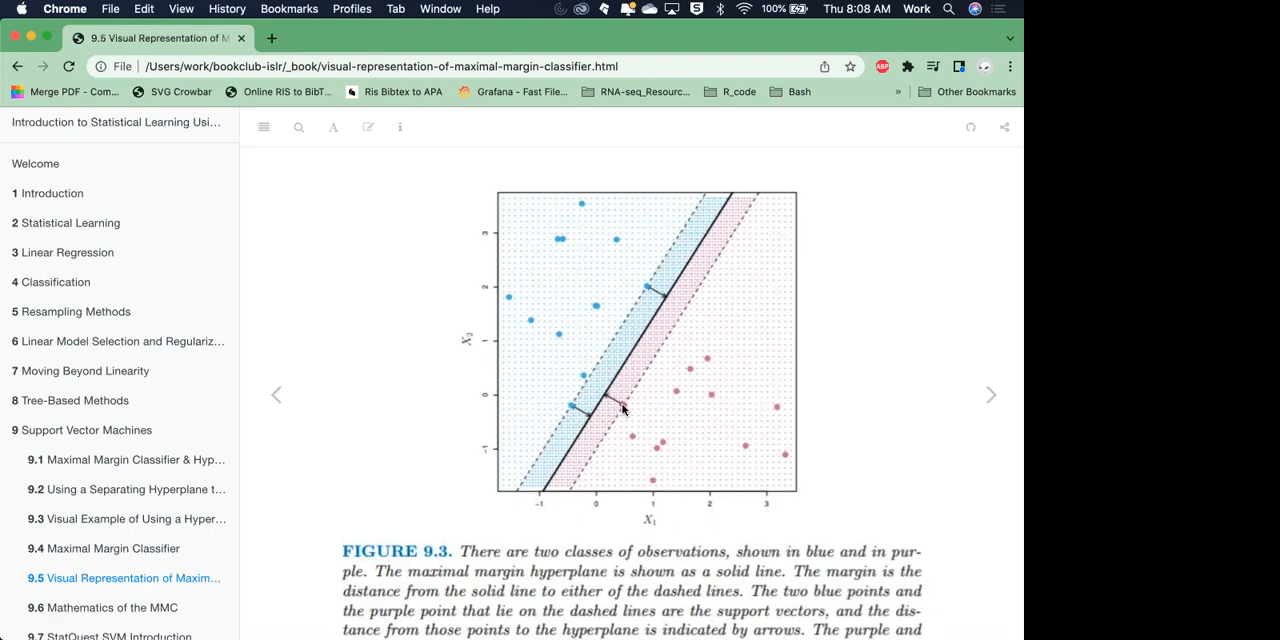 Chrome File Edit View History Bookmarks Profiles Tab Window Help 100% Thu 8:08 AM Work
9.5 Visual Representation of M
File /Users/work/bookclub-islr/_book/visual-representation-of-maximal-margin-classifier.html
ABP
Merge PDF - Com... SVG Crowbar Online RIS to BibT... Ris Bibtex to APA Grafana - Fast File... RNA-seq_Resourc... R_code Bash » Other Bookmarks
Introduction to Statistical Learning Usi...
Welcome
1 Introduction
2 Statistical Learning
3 Linear Regression
4 Classification
5 Resampling Methods
6 Linear Model Selection and Regulariz...
7 Moving Beyond Linearity
8 Tree-Based Methods
9 Support Vector Machines
9.1 Maximal Margin Classifier & Hyp...
9.2 Using a Separating Hyperplane t...
9.3 Visual Example of Using a Hyper...
9.4 Maximal Margin Classifier
9.5 Visual Representation of Maxim...
9.6 Mathematics of the MMC
9.7 StatQuest SVM Introduction
3
2
1
0
-1
X₂
-1 0 1 2 3
X₁
FIGURE 9.3. There are two classes of observations, shown in blue and in pur-
ple. The maximal margin hyperplane is shown as a solid line. The margin is the
distance from the solid line to either of the dashed lines. The two blue points and
the purple point that lie on the dashed lines are the support vectors, and the dis-
tance from those points to the hyperplane is indicated by arrows. The purple and